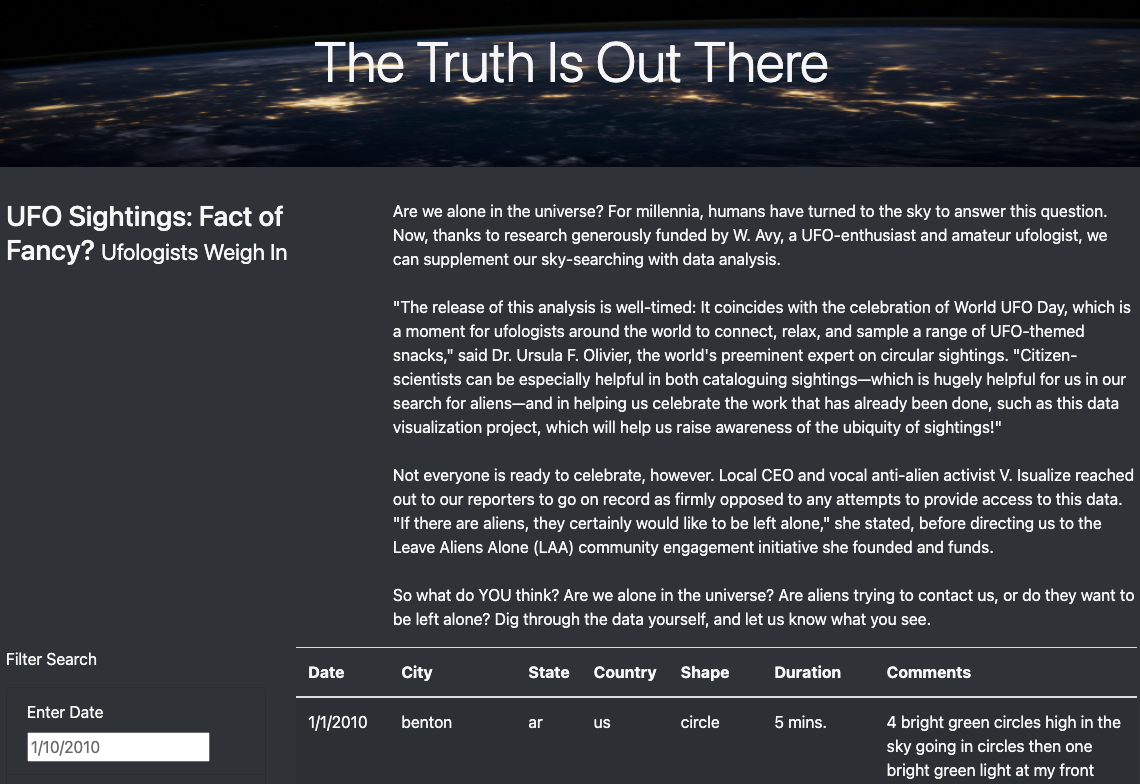 The Truth Is Out There
UFO Sightings: Fact of
Fancy? Ufologists Weigh In
Are we alone in the universe? For millennia, humans have turned to the sky to answer this question.
Now, thanks to research generously funded by W. Avy, a UFO-enthusiast and amateur ufologist, we
can supplement our sky-searching with data analysis.
"The release of this analysis is well-timed: It coincides with the celebration of World UFO Day, which is
a moment for ufologists around the world to connect, relax, and sample a range of UFO-themed
snacks," said Dr. Ursula F. Olivier, the world's preeminent expert on circular sightings. "Citizen-
scientists can be especially helpful in both cataloguing sightings—which is hugely helpful for us in our
search for aliens—and in helping us celebrate the work that has already been done, such as this data
visualization project, which will help us raise awareness of the ubiquity of sightings!"
Not everyone is ready to celebrate, however. Local CEO and vocal anti-alien activist V. Isualize reached
out to our reporters to go on record as firmly opposed to any attempts to provide access to this data.
"If there are aliens, they certainly would like to be left alone," she stated, before directing us to the
Leave Aliens Alone (LAA) community engagement initiative she founded and funds.
So what do YOU think? Are we alone in the universe? Are aliens trying to contact us, or do they want to
be left alone? Dig through the data yourself, and let us know what you see.
Filter Search
Enter Date
1/10/2010
Date City State Country Shape Duration Comments
1/1/2010 benton ar us circle 5 mins. 4 bright green circles high in the
sky going in circles then one
bright green light at my front